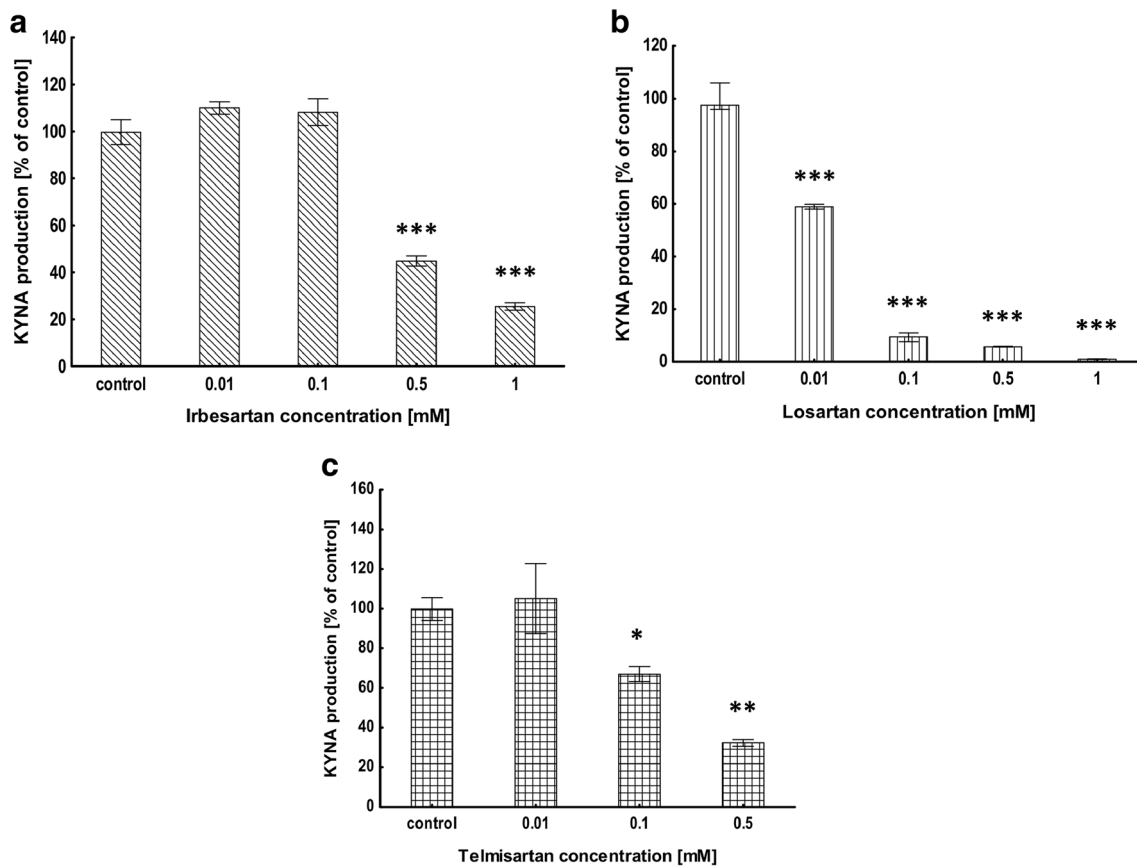 a
KYNA production [% of control]
140
120
100
80
60
40
20
0
***
***
control 0.01 0.1 0.5 1
Irbesartan concentration [mM]
b
KYNA production [% of control]
120
100
80
60
40
20
0
***
***
***
***
control 0.01 0.1 0.5 1
Losartan concentration [mM]
c
KYNA production [% of control]
160
140
120
100
80
60
40
20
0
*
**
control 0.01 0.1 0.5
Telmisartan concentration [mM]